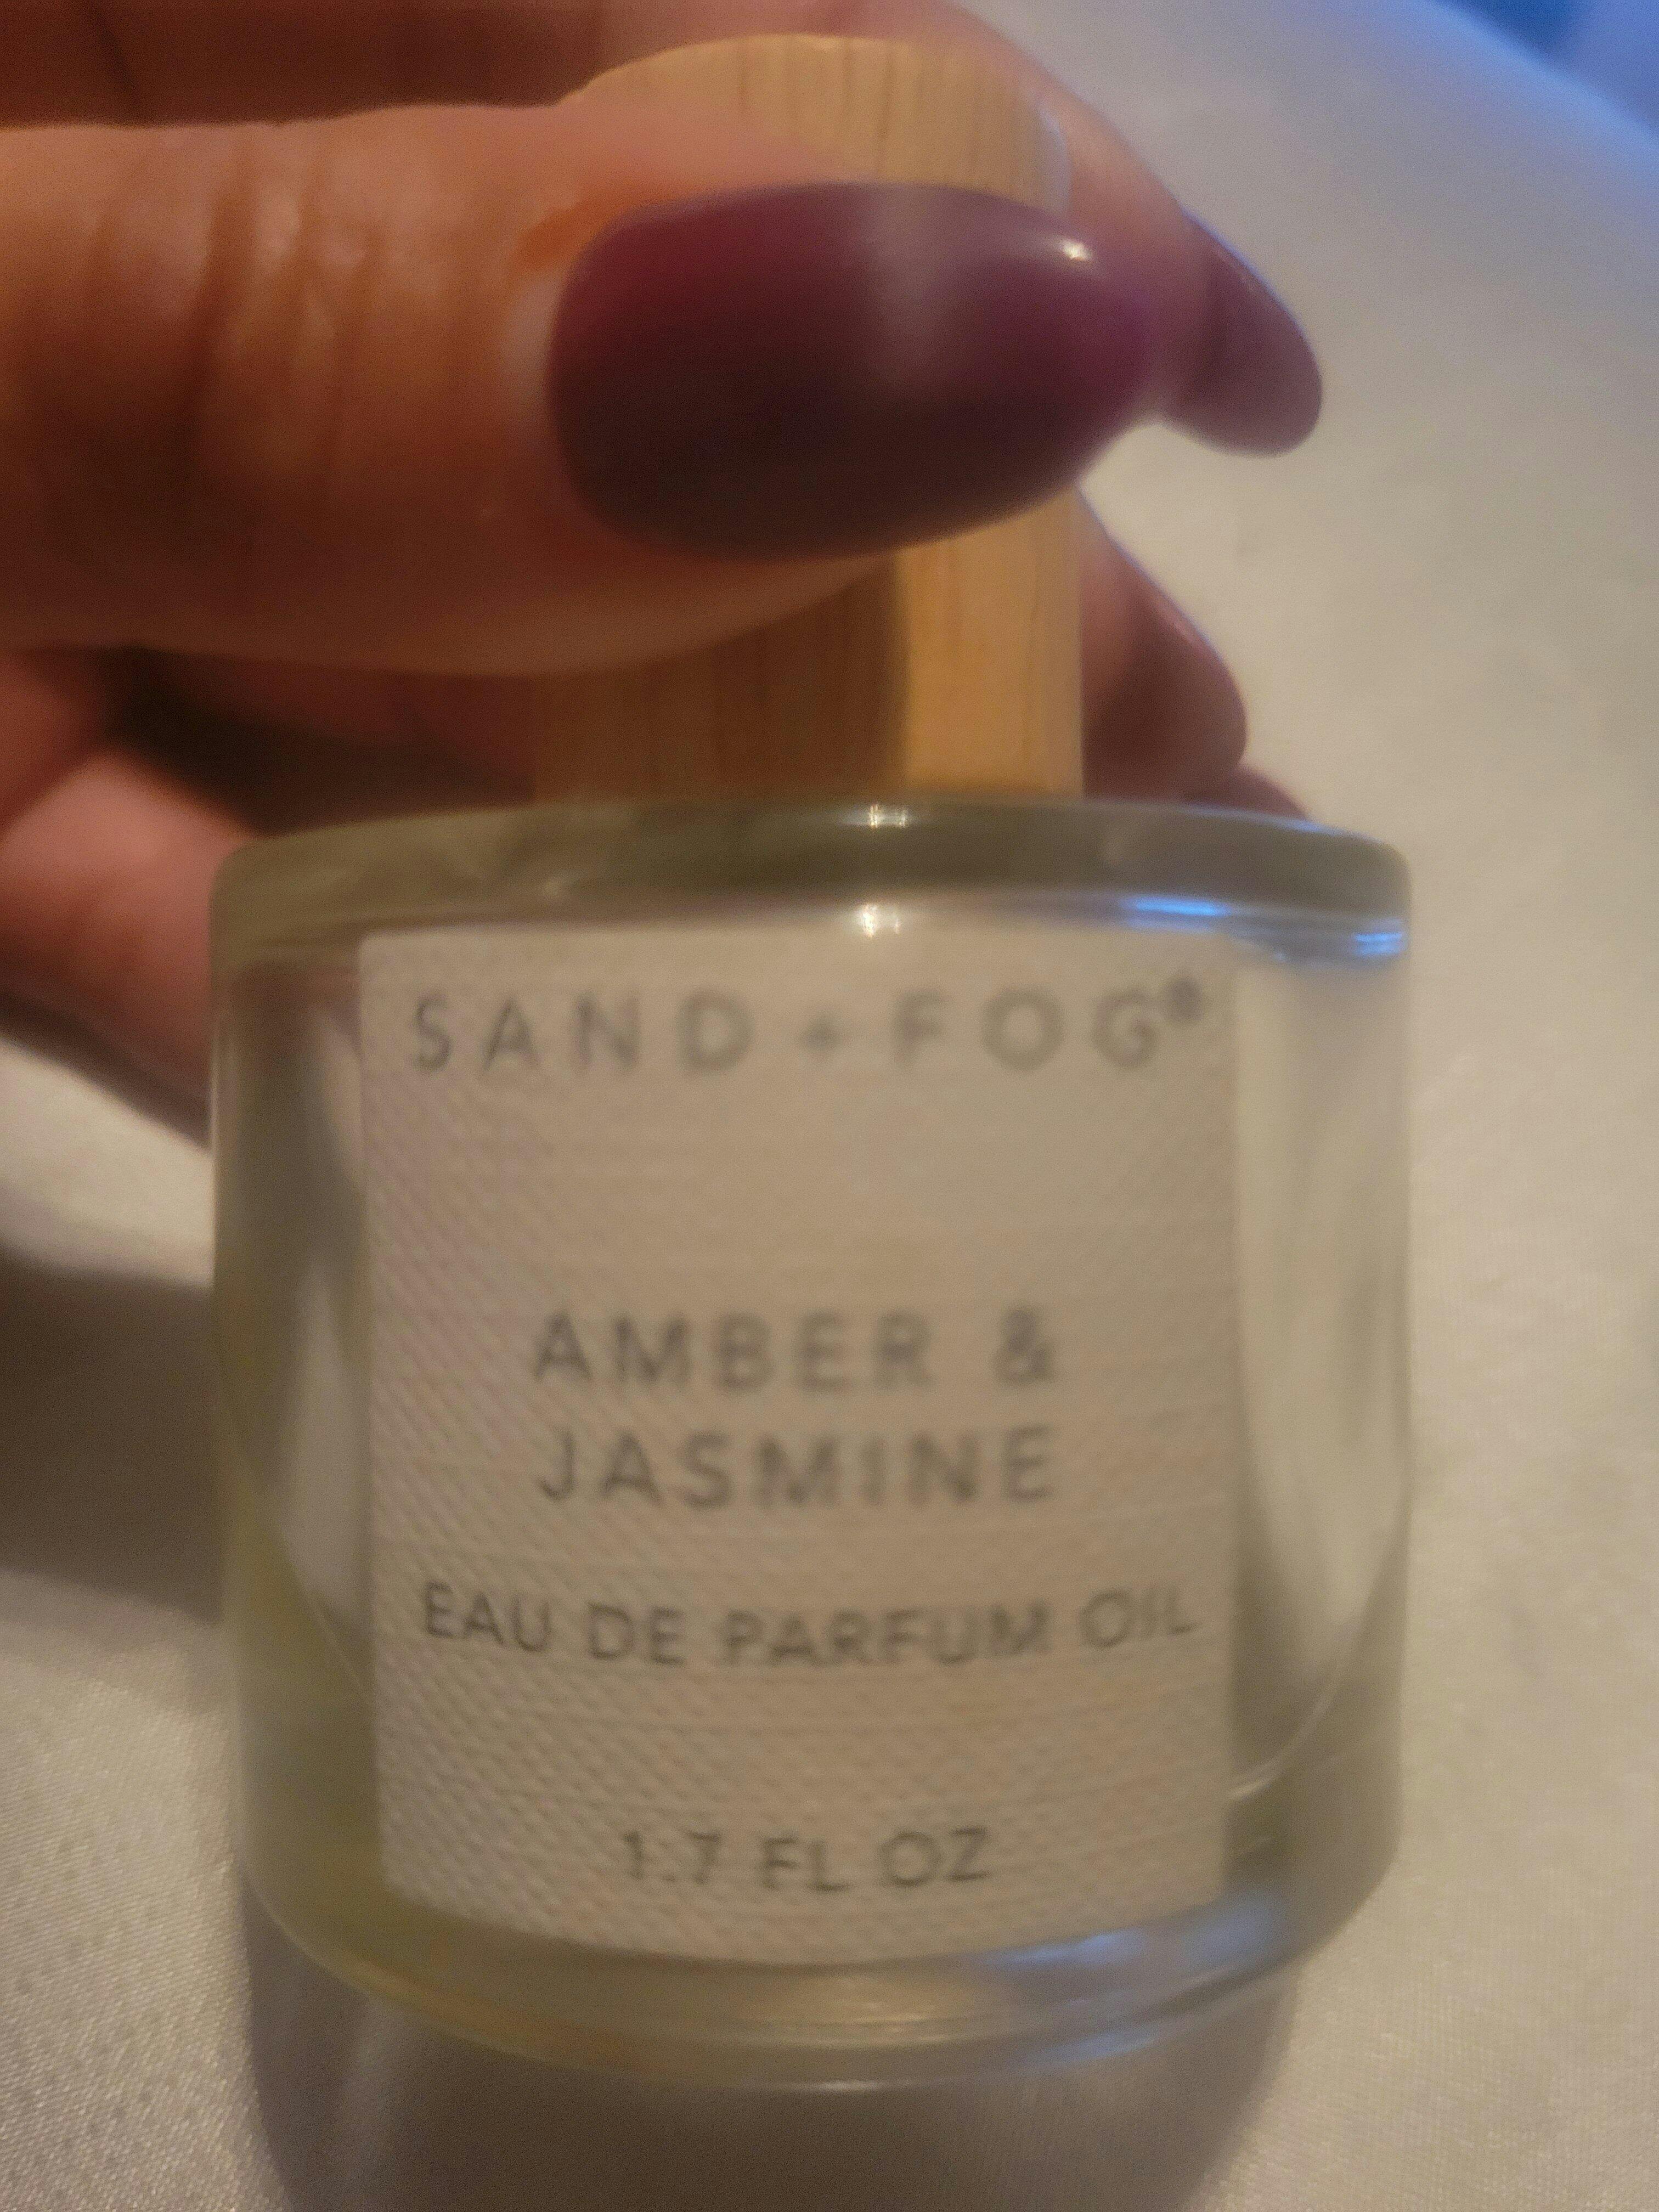 SAND + FOG®
AMBER &
JASMINE
EAU DE PARFUM OIL
1.7 FL OZ